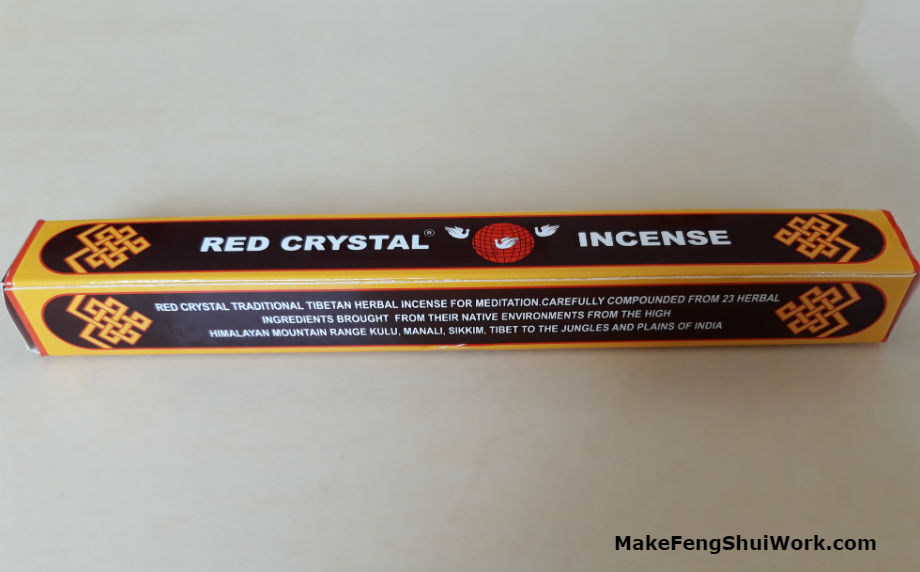 RED CRYSTAL® INCENSE
RED CRYSTAL TRADITIONAL TIBETAN HERBAL INCENSE FOR MEDITATION.CAREFULLY COMPOUNDED FROM 23 HERBAL
INGREDIENTS BROUGHT FROM THEIR NATIVE ENVIRONMENTS FROM THE HIGH
HIMALAYAN MOUNTAIN RANGE KULU, MANALI, SIKKIM, TIBET TO THE JUNGLES AND PLAINS OF INDIA
MakeFengShuiWork.com